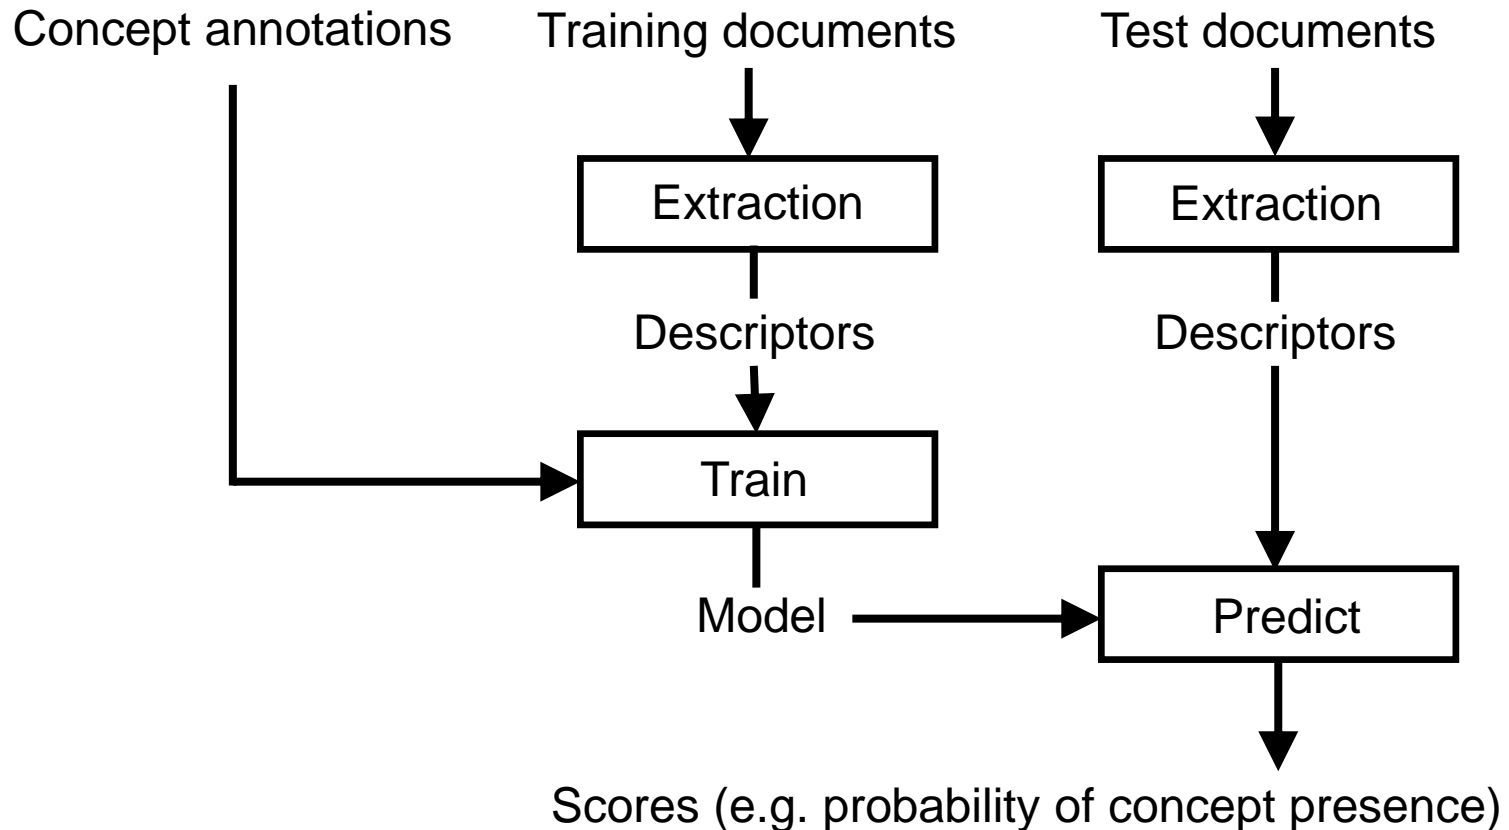 Concept annotations
Training documents
Test documents
Extraction
Extraction
Descriptors
Descriptors
Train
Model
Predict
Scores (e.g. probability of concept presence)